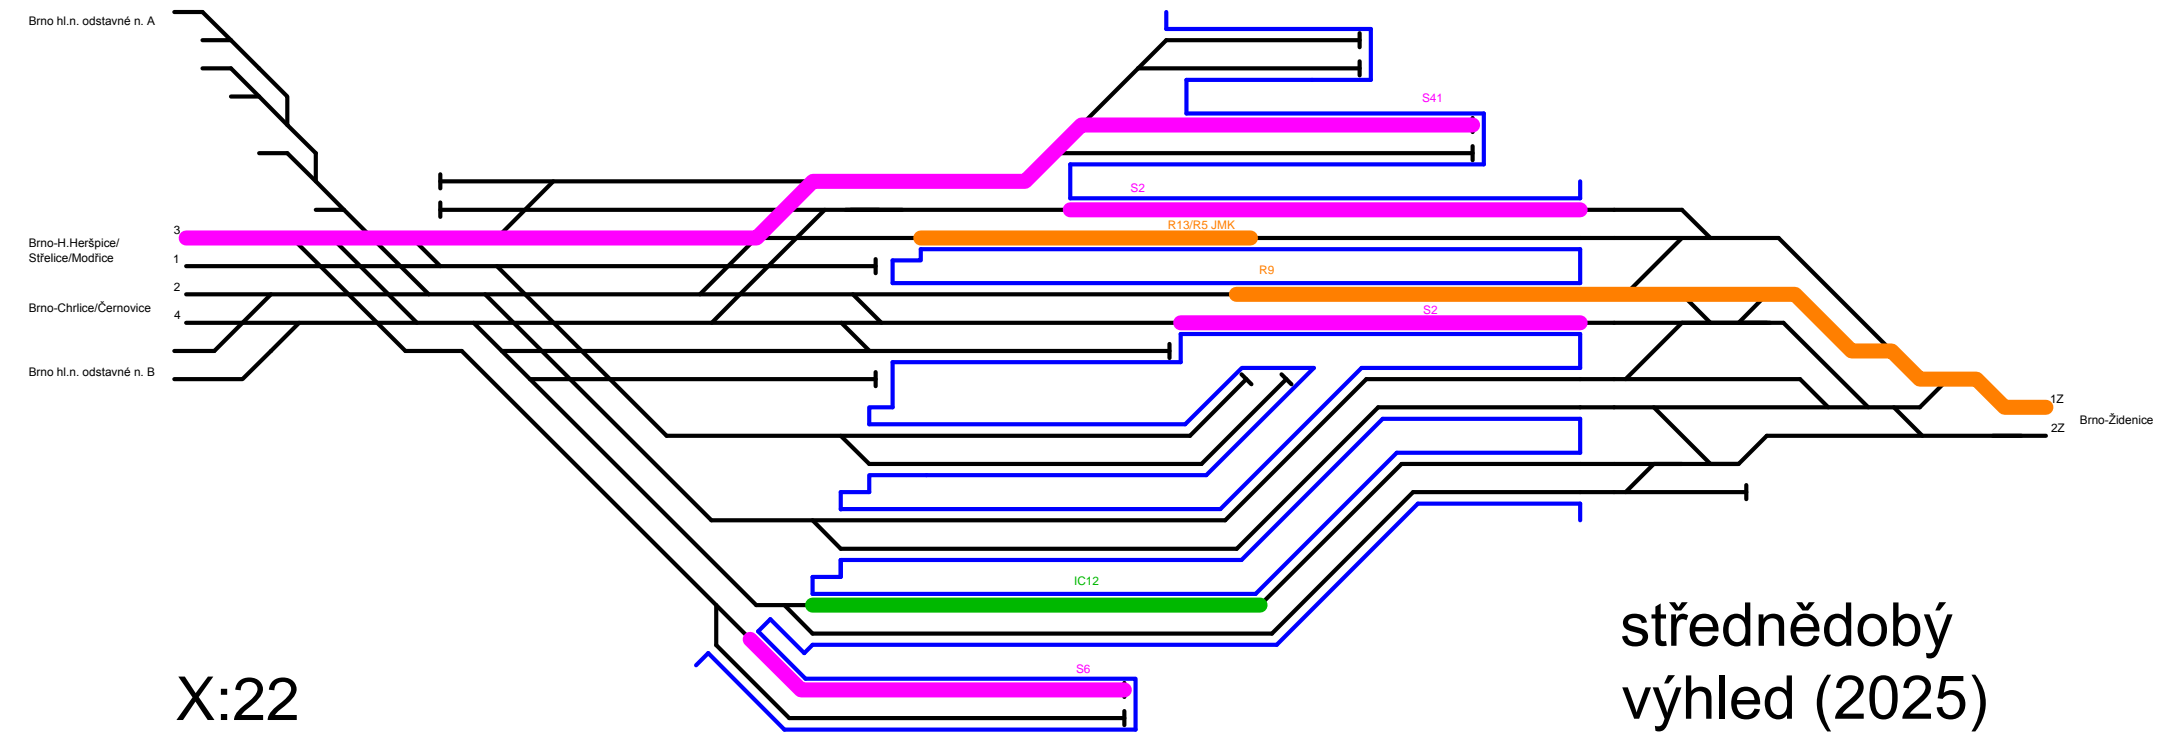 Brno hl.n. odstavné n. A
S41
S2
R13/R5 JMK
3
Brno-H.Heršpice/
Střelice/Modřice
1
R9
2
Brno-Chrlice/Černovice
4
S2
Brno hl.n. odstavné n. B
1Z
Brno-Židenice
2Z
IC12
S6
střednědobý
výhled (2025)
X:22